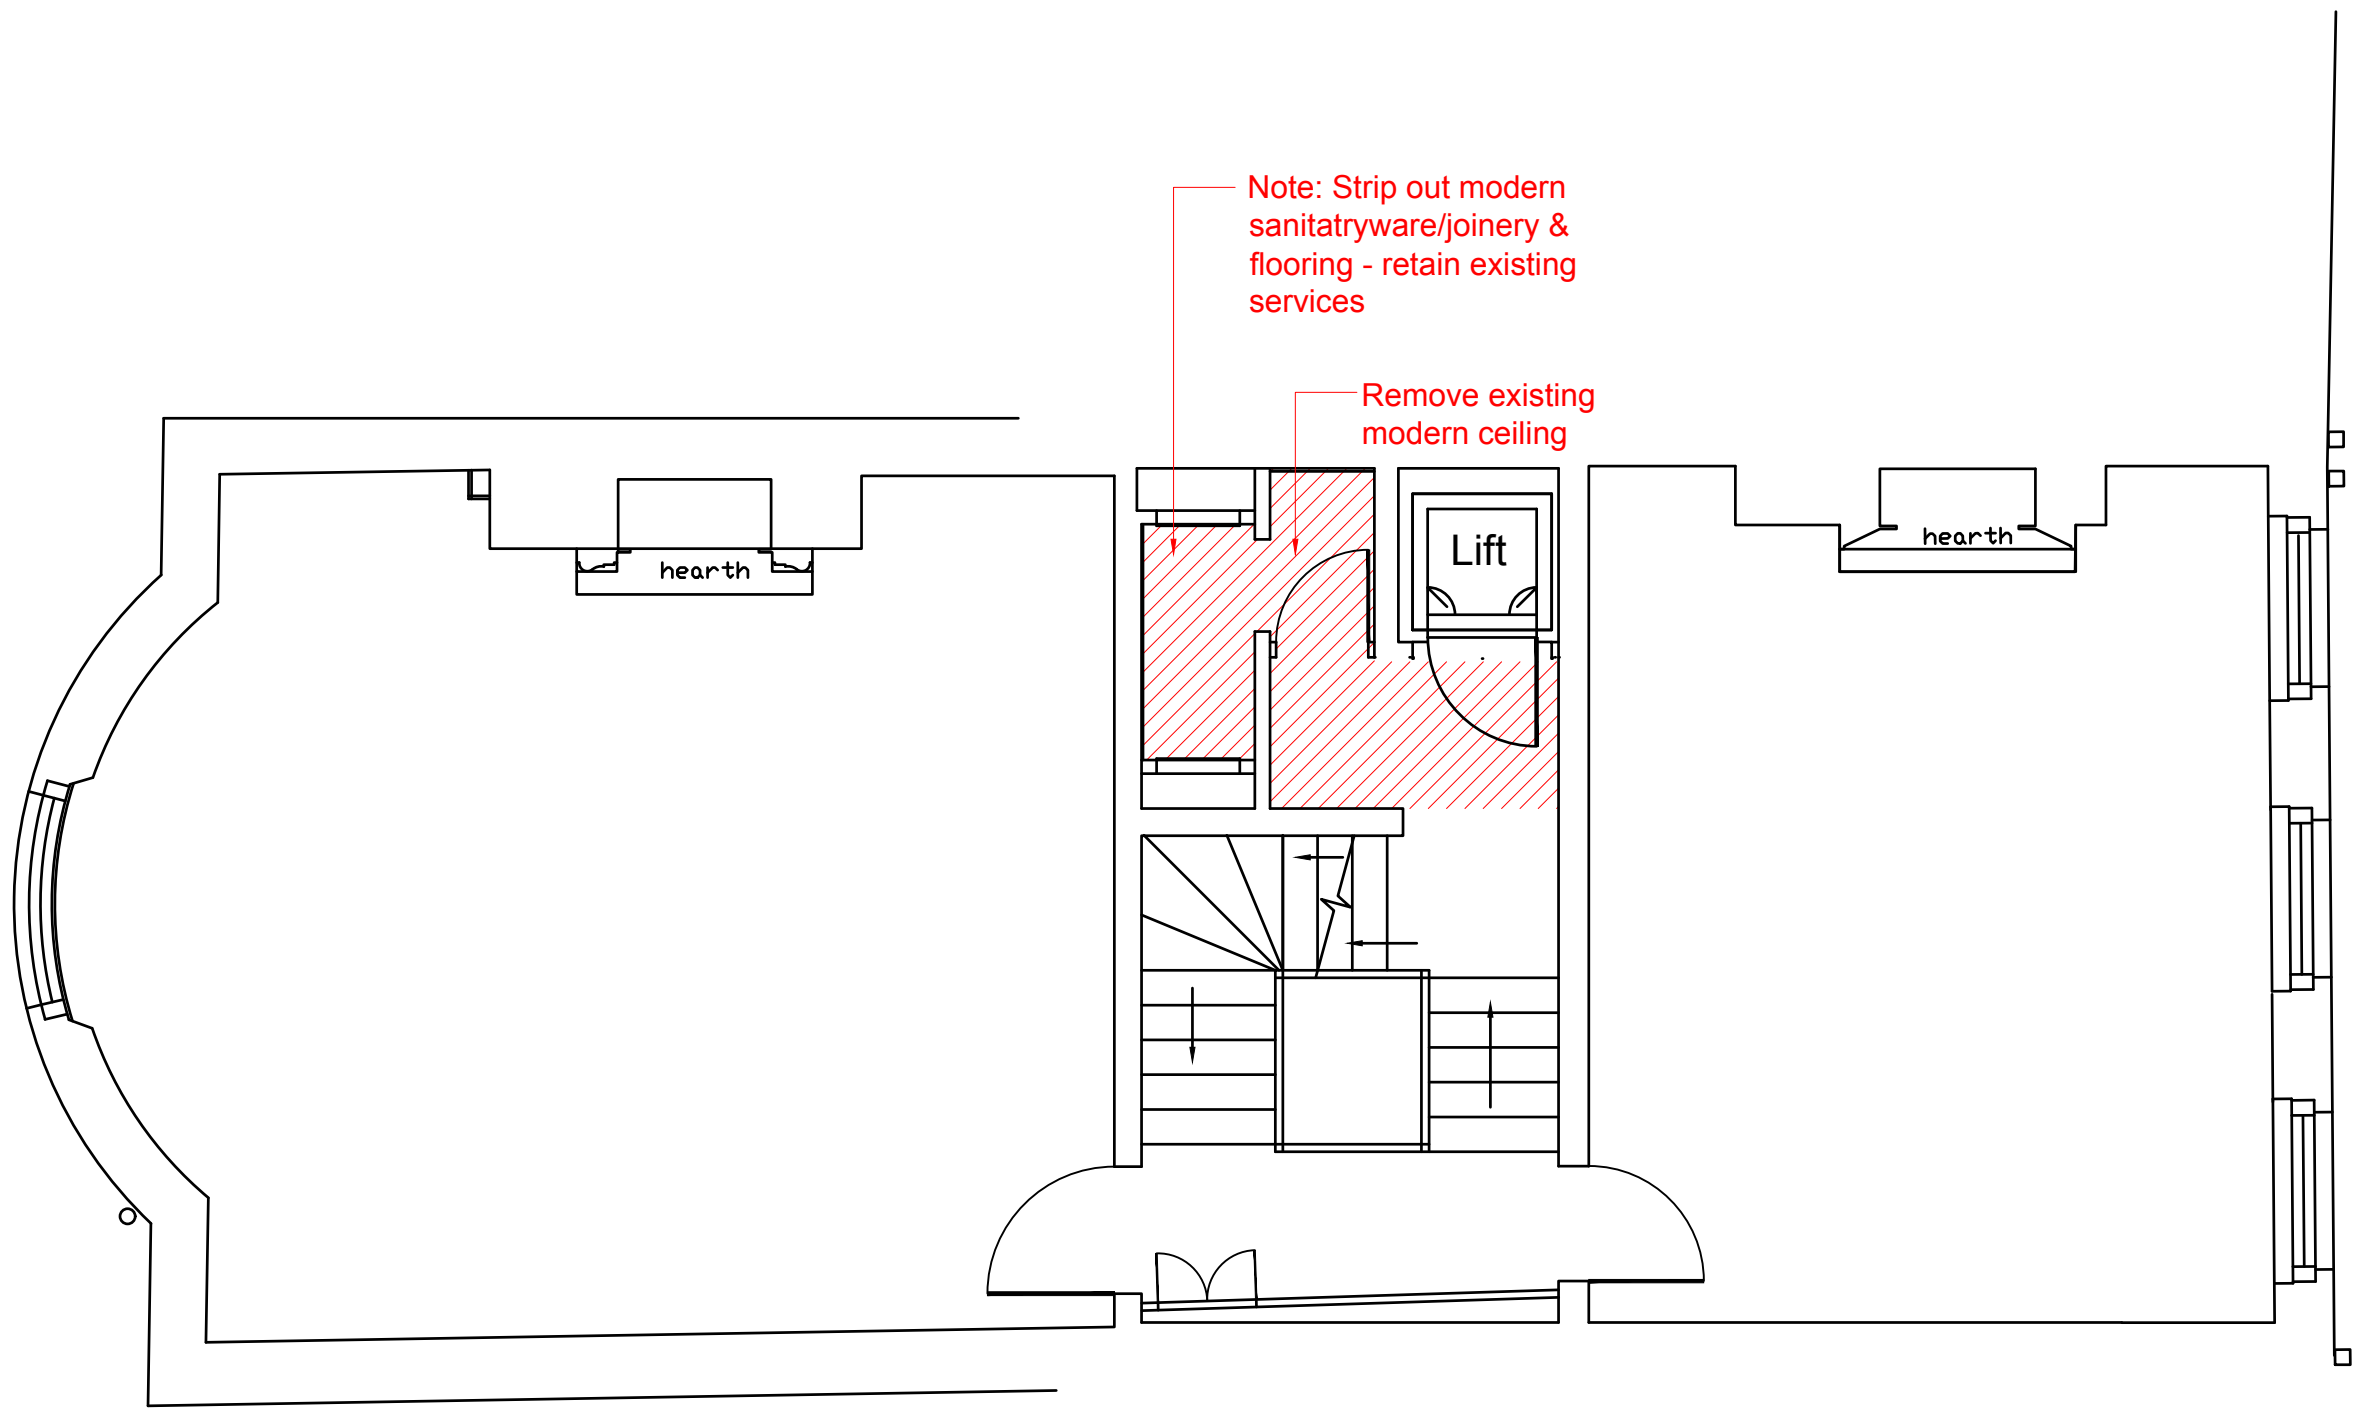 Note: Strip out modern
sanitatryware/joinery &
flooring - retain existing
services
Remove existing
modern ceiling
Lift
hearth
hearth